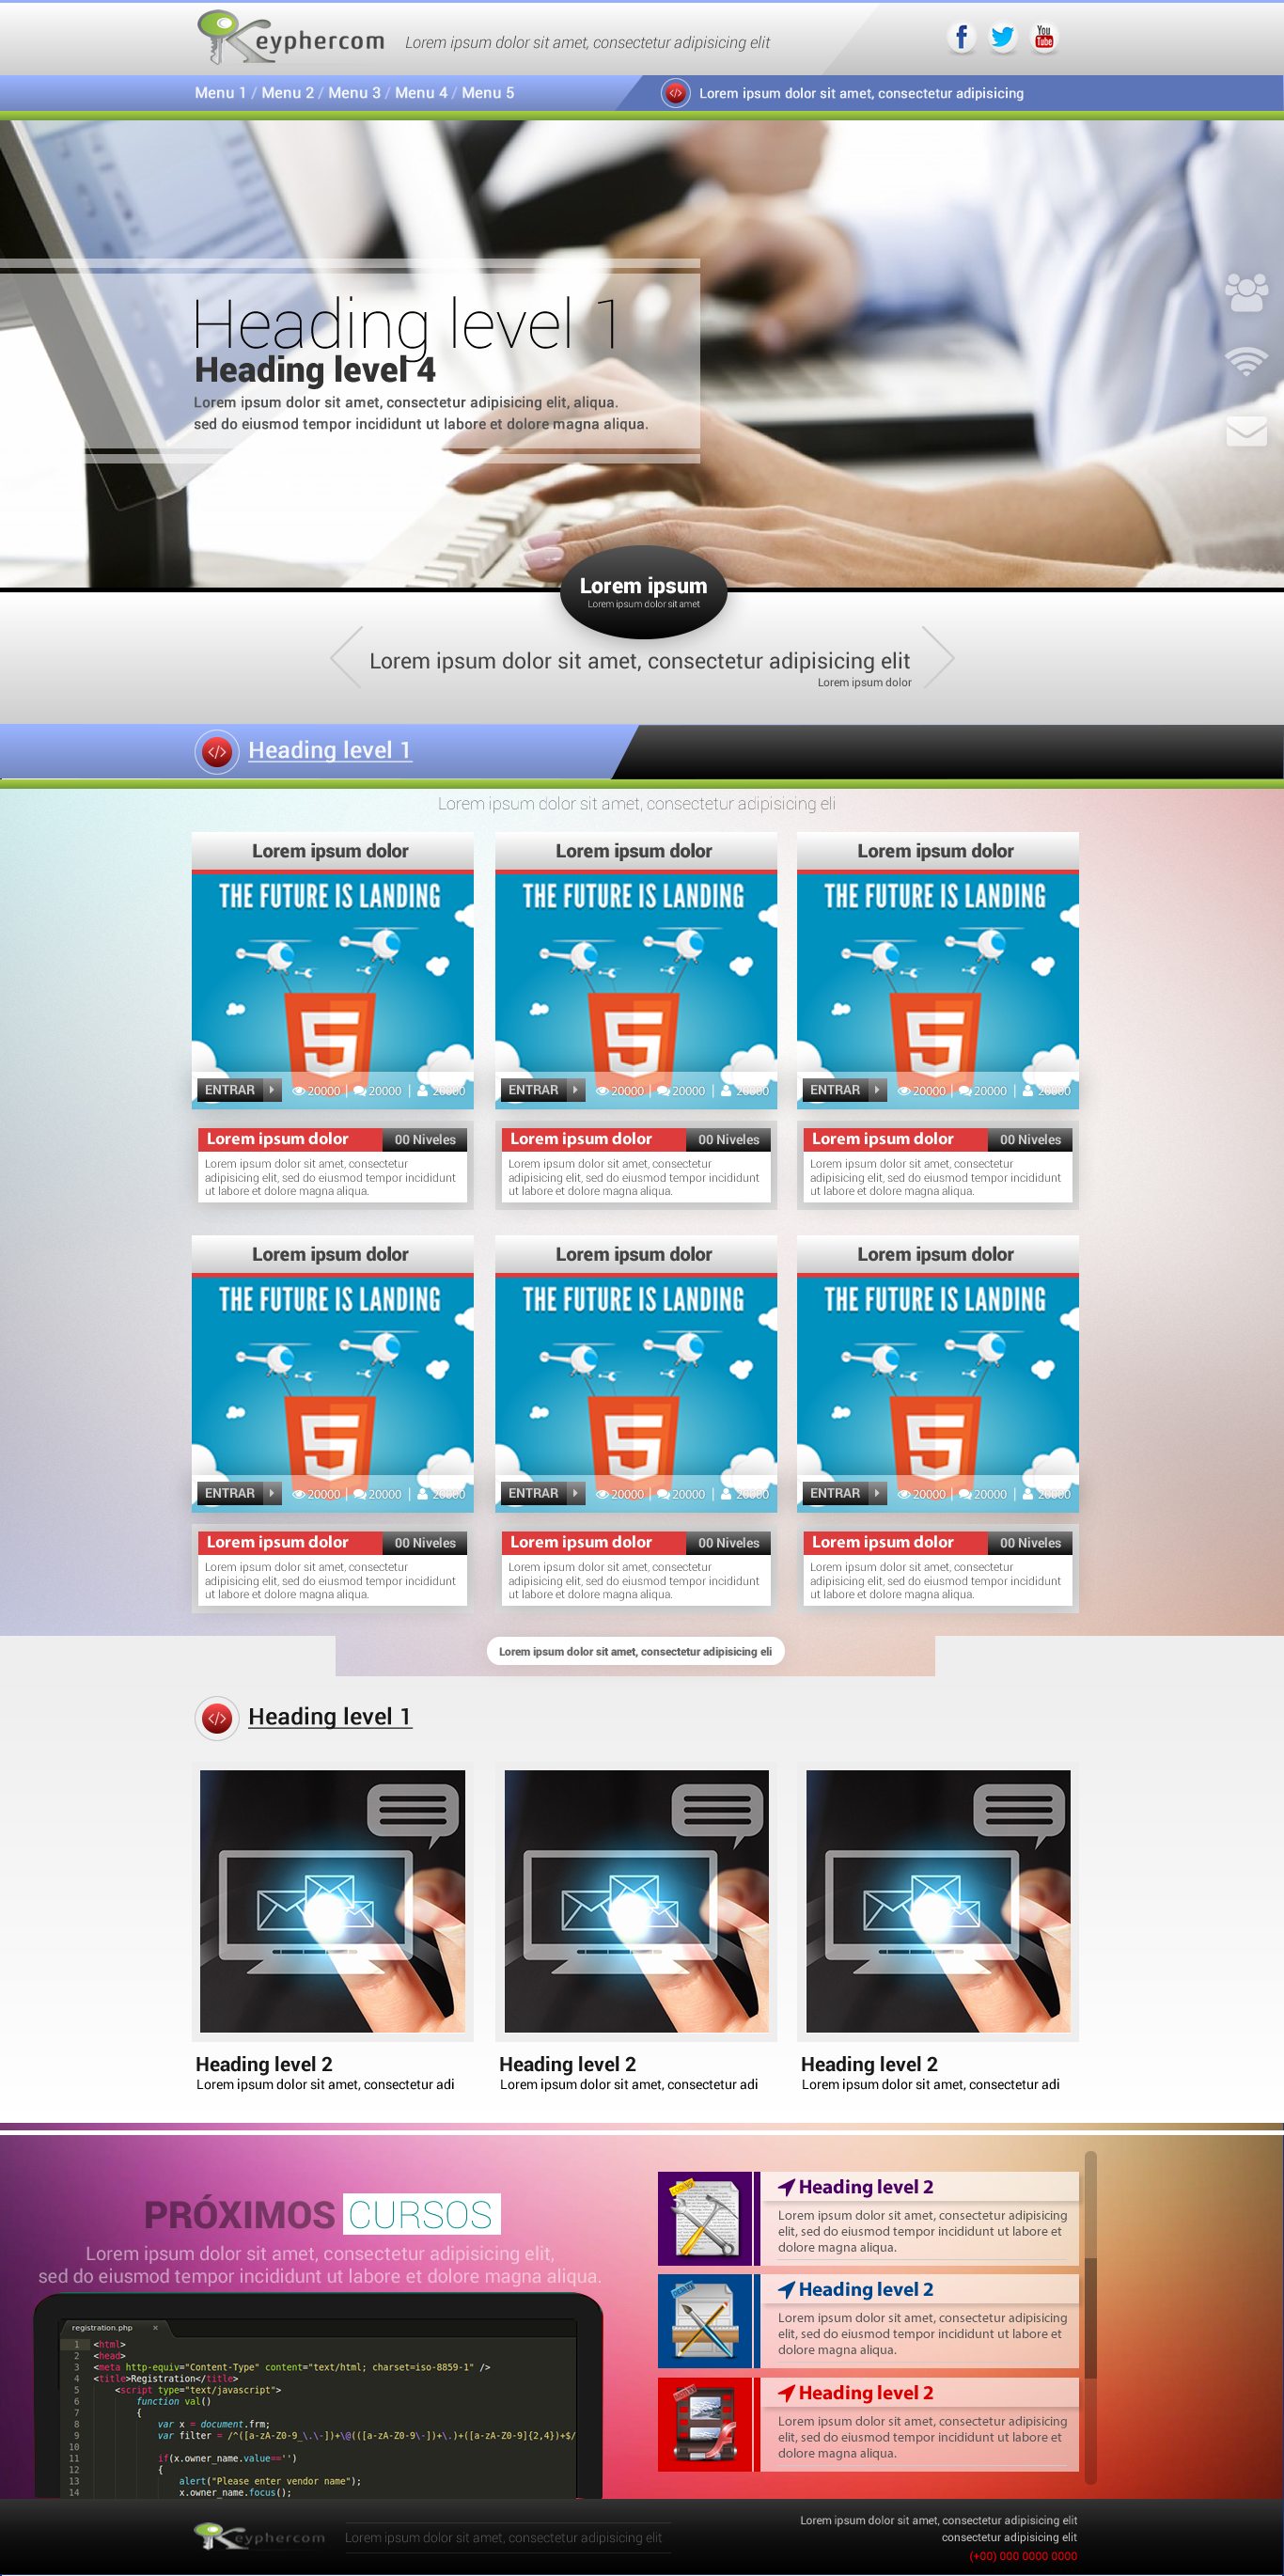 Keyphercom
Lorem ipsum dolor sit amet, consectetur adipisicing elit
You
Tube
Menu 1 / Menu 2 / Menu 3 / Menu 4 / Menu 5
Lorem ipsum dolor sit amet, consectetur adipisicing
Heading level 1
Heading level 4
Lorem ipsum dolor sit amet, consectetur adipisicing elit, aliqua.
sed do eiusmod tempor incididunt ut labore et dolore magna aliqua.
Lorem ipsum
Lorem ipsum dolor sit amet
Lorem ipsum dolor sit amet, consectetur adipisicing elit
Lorem ipsum dolor
Heading level 1
Lorem ipsum dolor sit amet, consectetur adipisicing eli
Lorem ipsum dolor
THE FUTURE IS LANDING
ENTRAR 20000 | 20000 | 20000
Lorem ipsum dolor 00 Niveles
Lorem ipsum dolor sit amet, consectetur
adipisicing elit, sed do eiusmod tempor incididunt
ut labore et dolore magna aliqua.
Lorem ipsum dolor
THE FUTURE IS LANDING
ENTRAR 20000 | 20000 | 20000
Lorem ipsum dolor 00 Niveles
Lorem ipsum dolor sit amet, consectetur
adipisicing elit, sed do eiusmod tempor incididunt
ut labore et dolore magna aliqua.
Lorem ipsum dolor
THE FUTURE IS LANDING
ENTRAR 20000 | 20000 | 20000
Lorem ipsum dolor 00 Niveles
Lorem ipsum dolor sit amet, consectetur
adipisicing elit, sed do eiusmod tempor incididunt
ut labore et dolore magna aliqua.
Lorem ipsum dolor
THE FUTURE IS LANDING
ENTRAR 20000 | 20000 | 20000
Lorem ipsum dolor 00 Niveles
Lorem ipsum dolor sit amet, consectetur
adipisicing elit, sed do eiusmod tempor incididunt
ut labore et dolore magna aliqua.
Lorem ipsum dolor
THE FUTURE IS LANDING
ENTRAR 20000 | 20000 | 20000
Lorem ipsum dolor 00 Niveles
Lorem ipsum dolor sit amet, consectetur
adipisicing elit, sed do eiusmod tempor incididunt
ut labore et dolore magna aliqua.
Lorem ipsum dolor
THE FUTURE IS LANDING
ENTRAR 20000 | 20000 | 20000
Lorem ipsum dolor 00 Niveles
Lorem ipsum dolor sit amet, consectetur
adipisicing elit, sed do eiusmod tempor incididunt
ut labore et dolore magna aliqua.
Lorem ipsum dolor sit amet, consectetur adipisicing eli
Heading level 1
Heading level 2
Lorem ipsum dolor sit amet, consectetur adi
Heading level 2
Lorem ipsum dolor sit amet, consectetur adi
Heading level 2
Lorem ipsum dolor sit amet, consectetur adi
PRÓXIMOS CURSOS
Lorem ipsum dolor sit amet, consectetur adipisicing elit,
sed do eiusmod tempor incididunt ut labore et dolore magna aliqua.
registration.php ×
1 <html>
2 <head>
3 <meta http-equiv="Content-Type" content="text/html; charset=iso-8859-1" />
4 <title>Registration</title>
5 <script type="text/javascript">
6 function val()
7 {
8 var x = document.frm;
9 var filter = /^([a-zA-Z0-9_\.\-])+\@(([a-zA-Z0-9\-])+\.)+([a-zA-Z0-9]{2,4})+$/
10
11 if(x.owner_name.value=='')
12 {
13 alert("Please enter vendor name");
14 x.owner_name.focus();
Heading level 2
Lorem ipsum dolor sit amet, consectetur adipisicing
elit, sed do eiusmod tempor incididunt ut labore et
dolore magna aliqua.
Heading level 2
Lorem ipsum dolor sit amet, consectetur adipisicing
elit, sed do eiusmod tempor incididunt ut labore et
dolore magna aliqua.
Heading level 2
Lorem ipsum dolor sit amet, consectetur adipisicing
elit, sed do eiusmod tempor incididunt ut labore et
dolore magna aliqua.
Keyphercom
Lorem ipsum dolor sit amet, consectetur adipisicing elit
Lorem ipsum dolor sit amet, consectetur adipisicing elit
consectetur adipisicing elit
(+00) 000 0000 0000